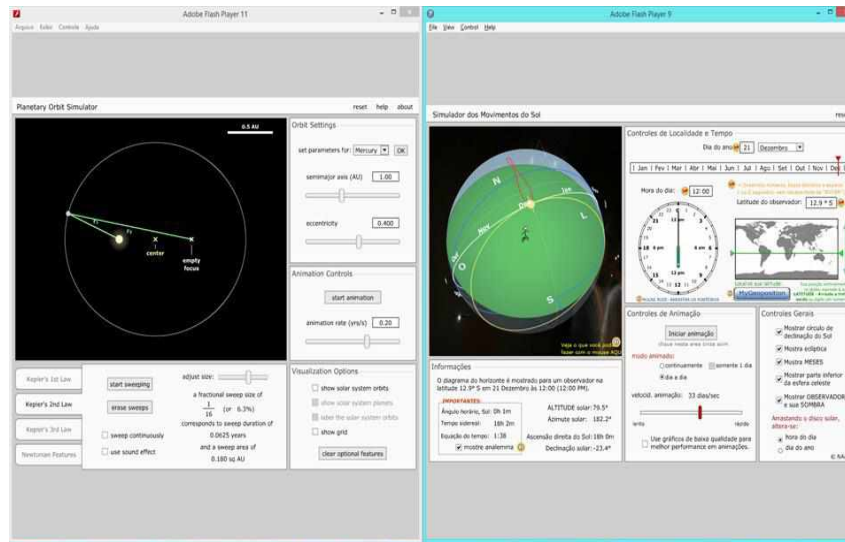 Adobe Flash Player 11
Arquivo Exibir Controle Ajuda
Planetary Orbit Simulator
reset help about
0.5 AU
r₁
r₂
center
empty
focus
Orbit Settings
set parameters for: Mercury OK
semimajor axis (AU) 1.00
eccentricity 0.400
Animation Controls
start animation
animation rate (yrs/s) 0.20
Kepler's 1st Law
Kepler's 2nd Law
Kepler's 3rd Law
Newtonian Features
start sweeping
erase sweeps
sweep continuously
use sound effect
adjust size:
a fractional sweep size of
1
16 (or 6.3%)
corresponds to sweep duration of
0.0625 years
and a sweep area of
0.180 sq AU
Visualization Options
show solar system orbits
show solar system planets
label the solar system orbits
show grid
clear optional features
Adobe Flash Player 9
File View Control Help
Simulador dos Movimentos do Sol
N
Jan
Nov
L
O
S
Veja o que você pode
fazer com o mouse AQUI
Controles de Localidade e Tempo
Dia do ano 21 Dezembro
Jan | Fev | Mar | Abr | Mai | Jun | Jul | Ago | Set | Out | Nov | Dez
Hora do dia: 12:00
Latitude do observador: 12.9 ° S
MyGeoposition
Informações
O diagrama do horizonte é mostrado para um observador na
latitude 12.9° S em 21 Dezembro às 12:00 (12:00 PM).
IMPORTANTES:
Ângulo horário, Sol: 0h 1m
Tempo sideral: 18h 2m
Equação do tempo: 1:38
mostre analemma
ALTITUDE solar: 79.5°
Azimute solar: 182.2°
Ascensão direita do Sol: 18h 0m
Declinação solar: -23.4°
Controles de Animação
Iniciar animação
modo animado:
continuamente somente 1 dia
dia a dia
velocid. animação: 33 dias/sec
lento
rápido
Use gráficos de baixa qualidade para
melhor performance em animações.
Controles Gerais
Mostrar círculo de
declinação do Sol
Mostra eclíptica
Mostra MESES
Mostrar parte inferior
da esfera celeste
Mostrar OBSERVADOR
e sua SOMBRA
Arrastando o disco solar,
altera-se:
hora do dia
dia do ano